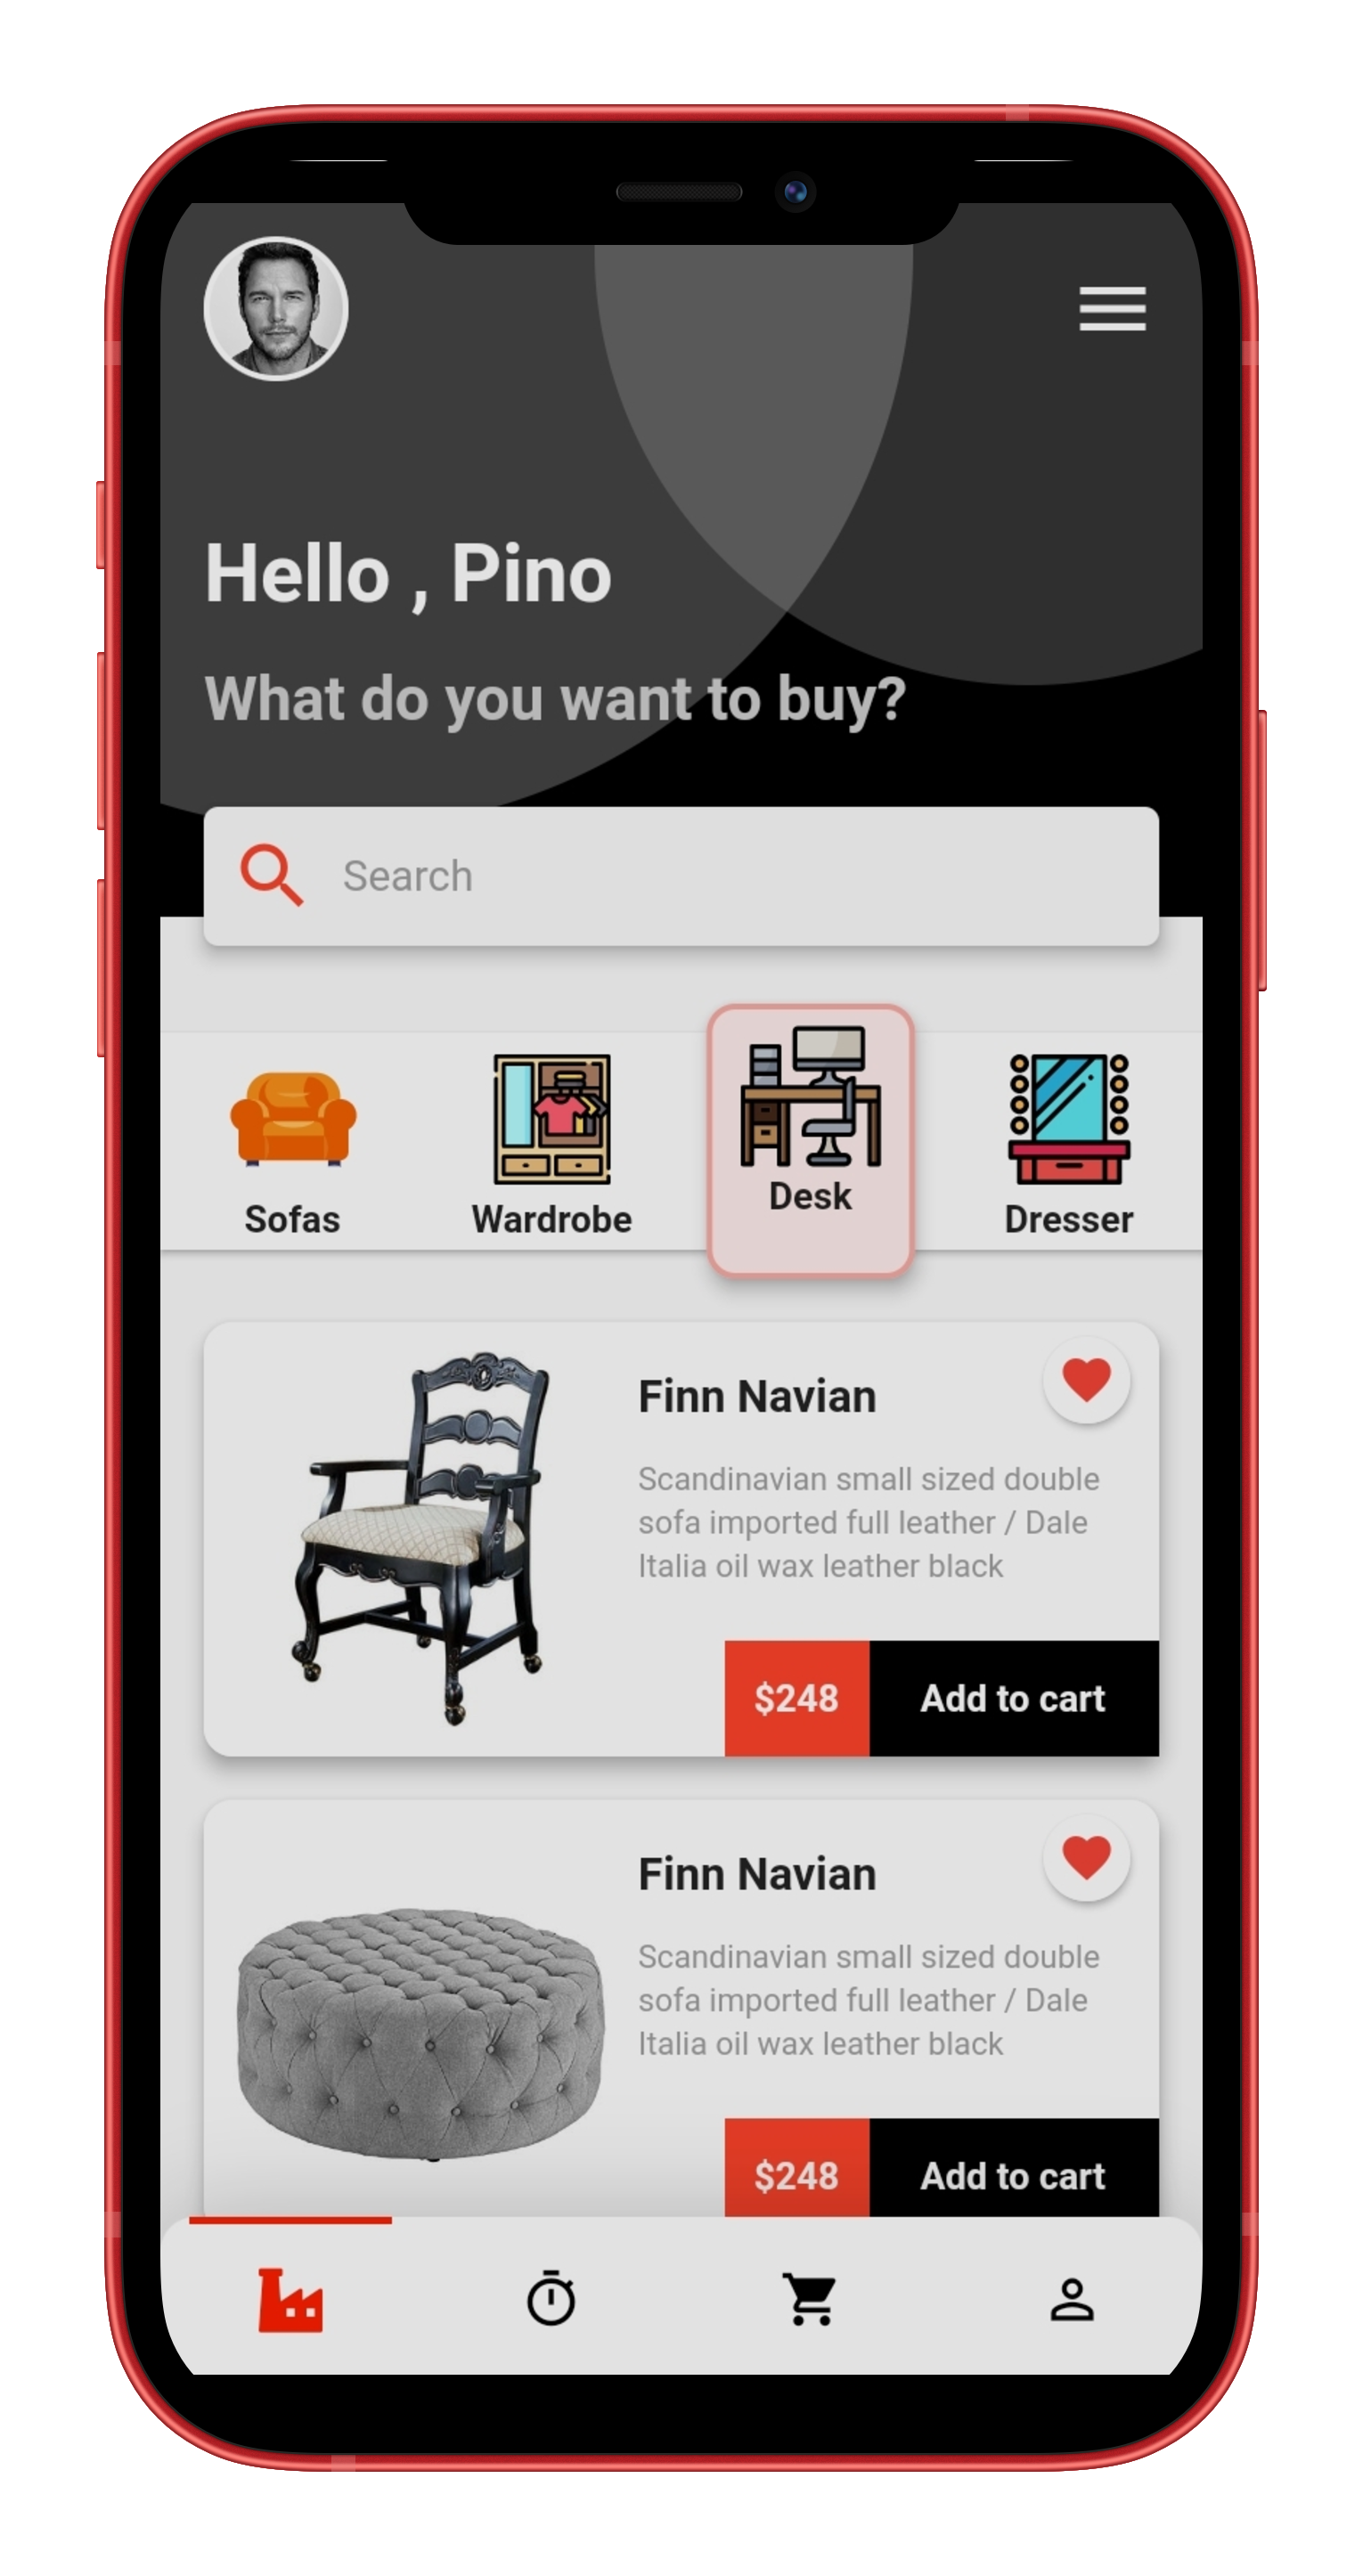 Hello , Pino
What do you want to buy?
Search
Sofas
Wardrobe
Desk
Dresser
Finn Navian
Scandinavian small sized double
sofa imported full leather / Dale
Italia oil wax leather black
$248
Add to cart
Finn Navian
Scandinavian small sized double
sofa imported full leather / Dale
Italia oil wax leather black
$248
Add to cart